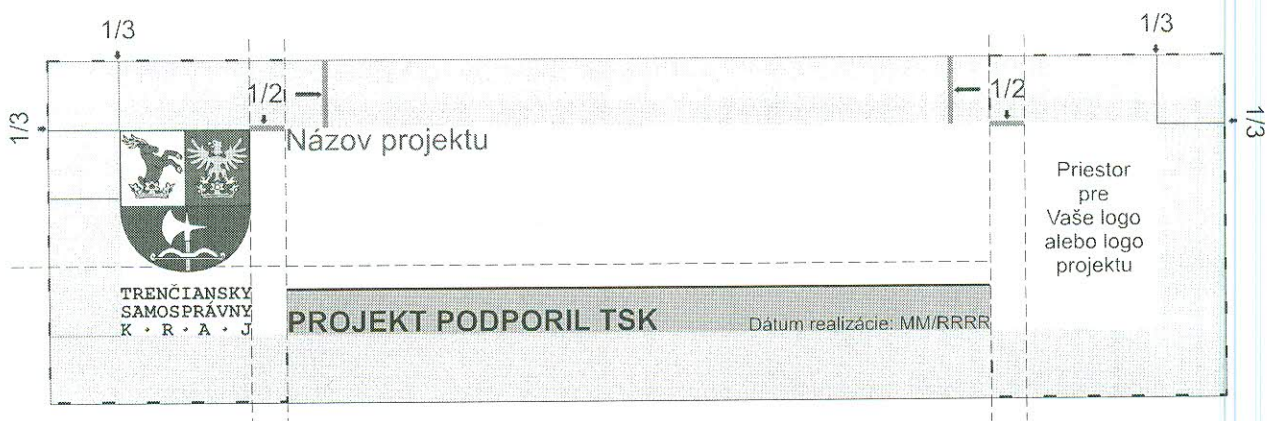 1/3
1/3
1/2
1/2
1/3
1/3
Názov projektu
Priestor
pre
Vaše logo
alebo logo
projektu
TRENČIANSKY
SAMOSPRÁVNY
K · R · A · J
PROJEKT PODPORIL TSK
Dátum realizácie: MM/RRRR